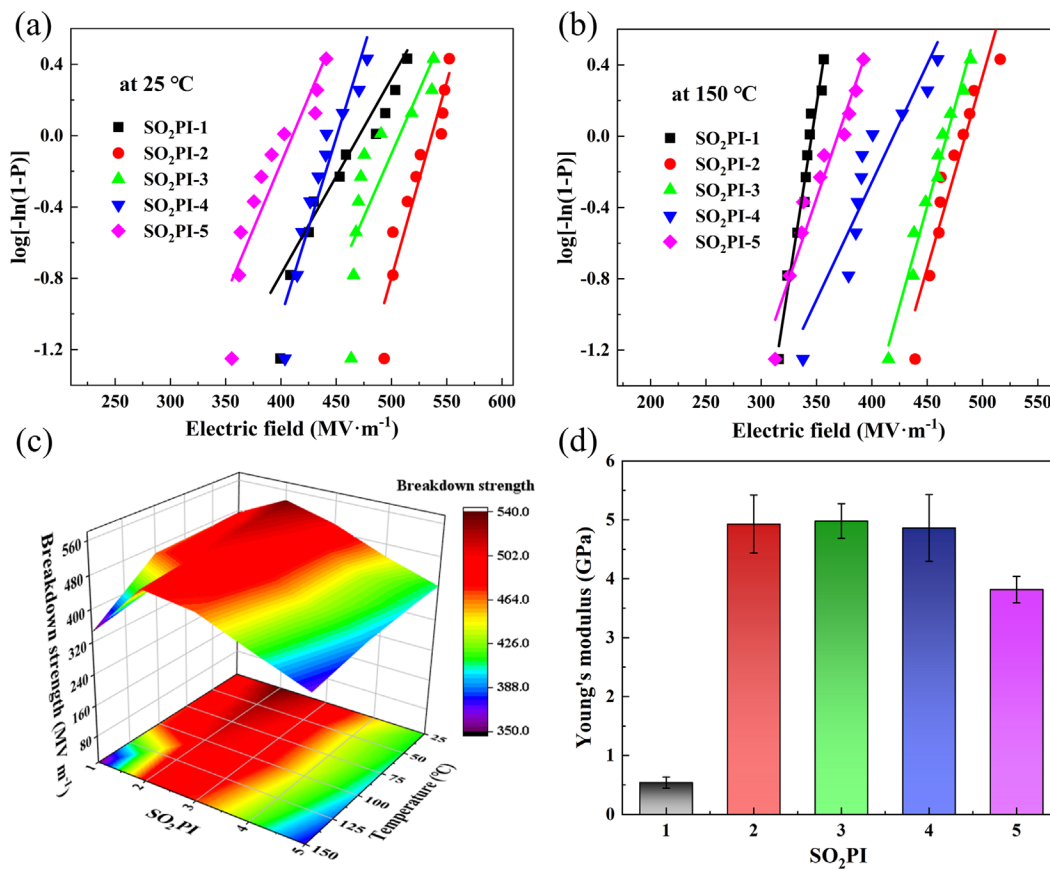 (a)
at 25 °C
SO₂PI-1
SO₂PI-2
SO₂PI-3
SO₂PI-4
SO₂PI-5
log[-ln(1-P)]
0.4
0.0
-0.4
-0.8
-1.2
250 300 350 400 450 500 550 600
Electric field (MV·m⁻¹)
(b)
at 150 °C
SO₂PI-1
SO₂PI-2
SO₂PI-3
SO₂PI-4
SO₂PI-5
log[-ln(1-P)]
0.4
0.0
-0.4
-0.8
-1.2
200 250 300 350 400 450 500 550
Electric field (MV·m⁻¹)
(c)
Breakdown strength
540.0
502.0
464.0
426.0
388.0
350.0
Breakdown strength (MV m⁻¹)
560
480
400
320
240
160
80
1 2 3 4 5
SO₂PI
25
50
75
100
125
150
Temperature (°C)
(d)
Young's modulus (GPa)
6
5
4
3
2
1
0
1 2 3 4 5
SO₂PI